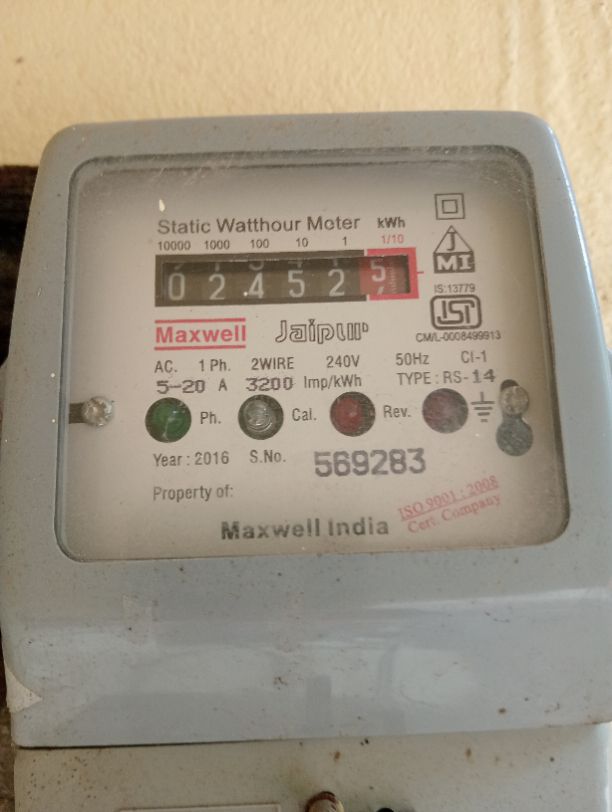 Static Watthour Meter kWh
10000 1000 100 10 1 1/10
0 2 4 5 2 5
J
MI
IS:13779
ISI
CM/L-0008499913
Maxwell Jaipur
AC. 1 Ph. 2WIRE 240V 50Hz Cl-1
5-20 A 3200 Imp/kWh TYPE : RS-14
Ph. Cal. Rev.
Year : 2016 S.No. 569283
Property of:
Maxwell India
ISO 9001 : 2008
Cert. Company